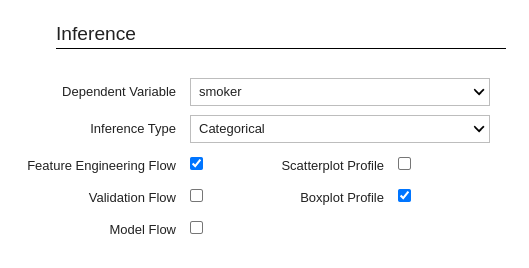 Inference
Dependent Variable smoker
Inference Type Categorical
Feature Engineering Flow Scatterplot Profile
Validation Flow Boxplot Profile
Model Flow